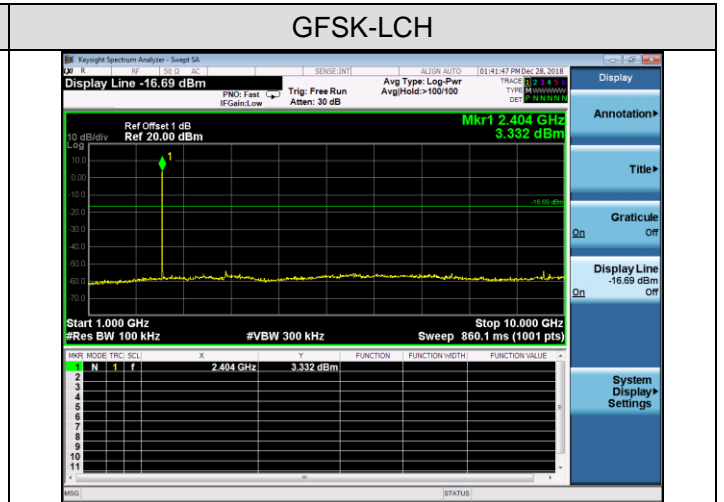 GFSK-LCH
Keysight Spectrum Analyzer - Swept SA
R RF 50 Ω AC SENSE:INT ALIGN AUTO 01:41:47 PM Dec 28, 2018
Display Line -16.69 dBm
PNO: Fast
IFGain:Low
Trig: Free Run
Atten: 30 dB
Avg Type: Log-Pwr
Avg|Hold:>100/100
TRACE 1 2 3 4 5 6
TYPE M WWWWW
DET P N N N N N
Display
Annotation
Title
Graticule
On Off
Display Line
-16.69 dBm
On Off
System
Display
Settings
Mkr1 2.404 GHz
3.332 dBm
Ref Offset 1 dB
10 dB/div Ref 20.00 dBm
Log
1
10.0
0.00
-10.0
-16.69 dBm
-20.0
-30.0
-40.0
-50.0
-60.0
-70.0
Start 1.000 GHz Stop 10.000 GHz
#Res BW 100 kHz #VBW 300 kHz Sweep 860.1 ms (1001 pts)
MKR MODE TRC SCL X Y FUNCTION FUNCTION WIDTH FUNCTION VALUE
1 N 1 f 2.404 GHz 3.332 dBm
2
3
4
5
6
7
8
9
10
11
MSG STATUS